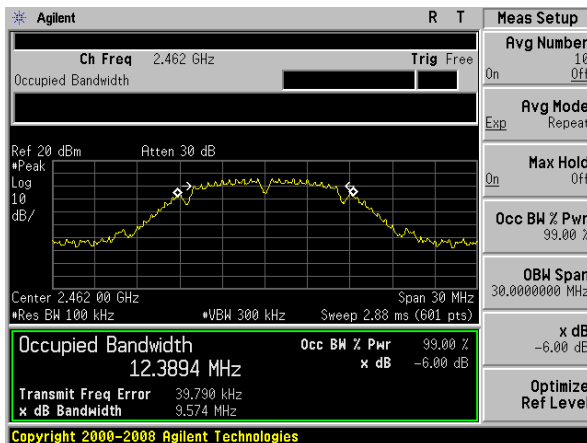 Agilent R T Meas Setup
Ch Freq 2.462 GHz Trig Free
Occupied Bandwidth
Avg Number
10
On Off
Avg Mode
Exp Repeat
Max Hold
On Off
Occ BW % Pwr
99.00 %
OBW Span
30.0000000 MHz
x dB
-6.00 dB
Optimize
Ref Level
Ref 20 dBm Atten 30 dB
#Peak
Log
10
dB/
Center 2.462 00 GHz Span 30 MHz
#Res BW 100 kHz #VBW 300 kHz Sweep 2.88 ms (601 pts)
Occupied Bandwidth Occ BW % Pwr 99.00 %
12.3894 MHz x dB -6.00 dB
Transmit Freq Error 39.790 kHz
x dB Bandwidth 9.574 MHz
Copyright 2000-2008 Agilent Technologies